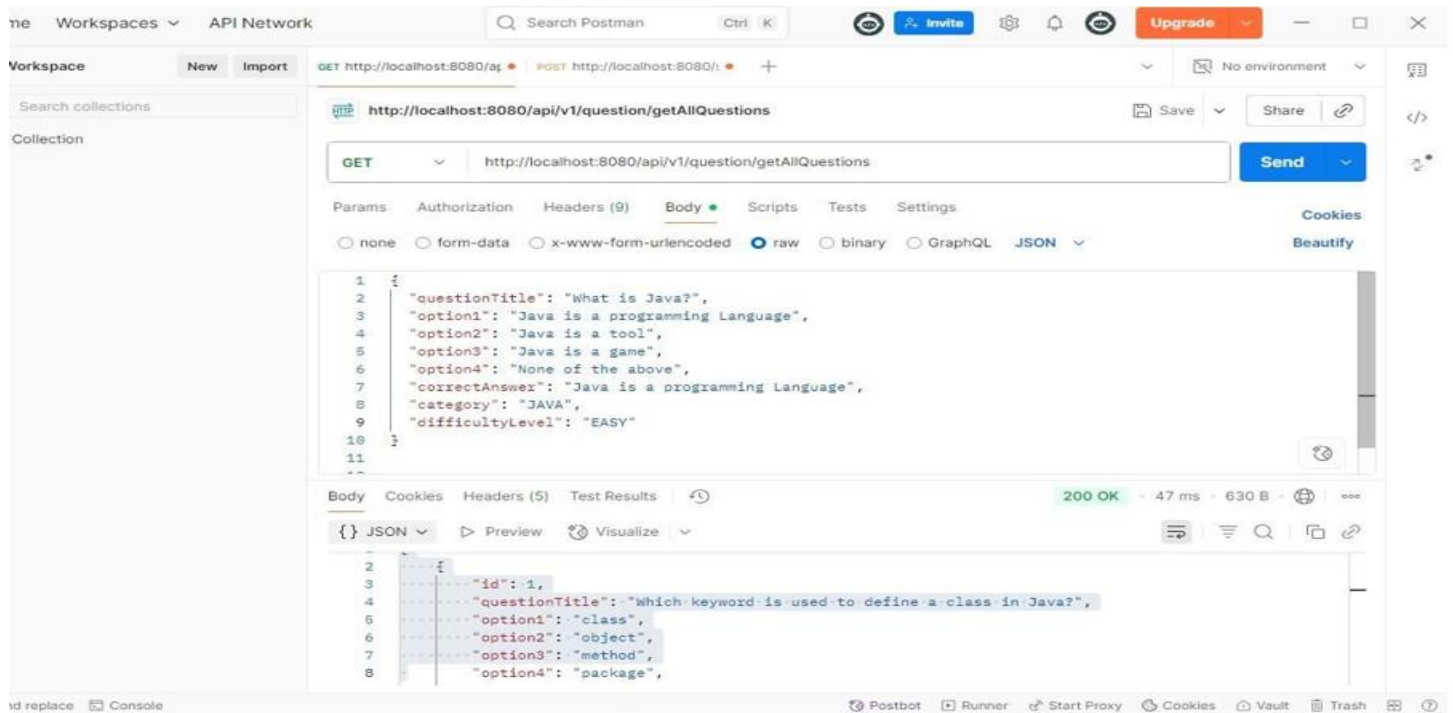 me Workspaces API Network Search Postman Ctrl K Invite Upgrade
Workspace New Import GET http://localhost:8080/ap POST http://localhost:8080/ No environment
Search collections http://localhost:8080/api/v1/question/getAllQuestions Save Share
Collection
GET http://localhost:8080/api/v1/question/getAllQuestions Send
Params Authorization Headers (9) Body Scripts Tests Settings Cookies
none form-data x-www-form-urlencoded raw binary GraphQL JSON Beautify
1 {
2 "questionTitle": "What is Java?",
3 "option1": "Java is a programming Language",
4 "option2": "Java is a tool",
5 "option3": "Java is a game",
6 "option4": "None of the above",
7 "correctAnswer": "Java is a programming Language",
8 "category": "JAVA",
9 "difficultyLevel": "EASY"
10 }
11
Body Cookies Headers (5) Test Results 200 OK 47 ms 630 B
{} JSON Preview Visualize
2 {
3 "id": 1,
4 "questionTitle": "Which keyword is used to define a class in Java?",
5 "option1": "class",
6 "option2": "object",
7 "option3": "method",
8 "option4": "package",
nd replace Console Postbot Runner Start Proxy Cookies Vault Trash